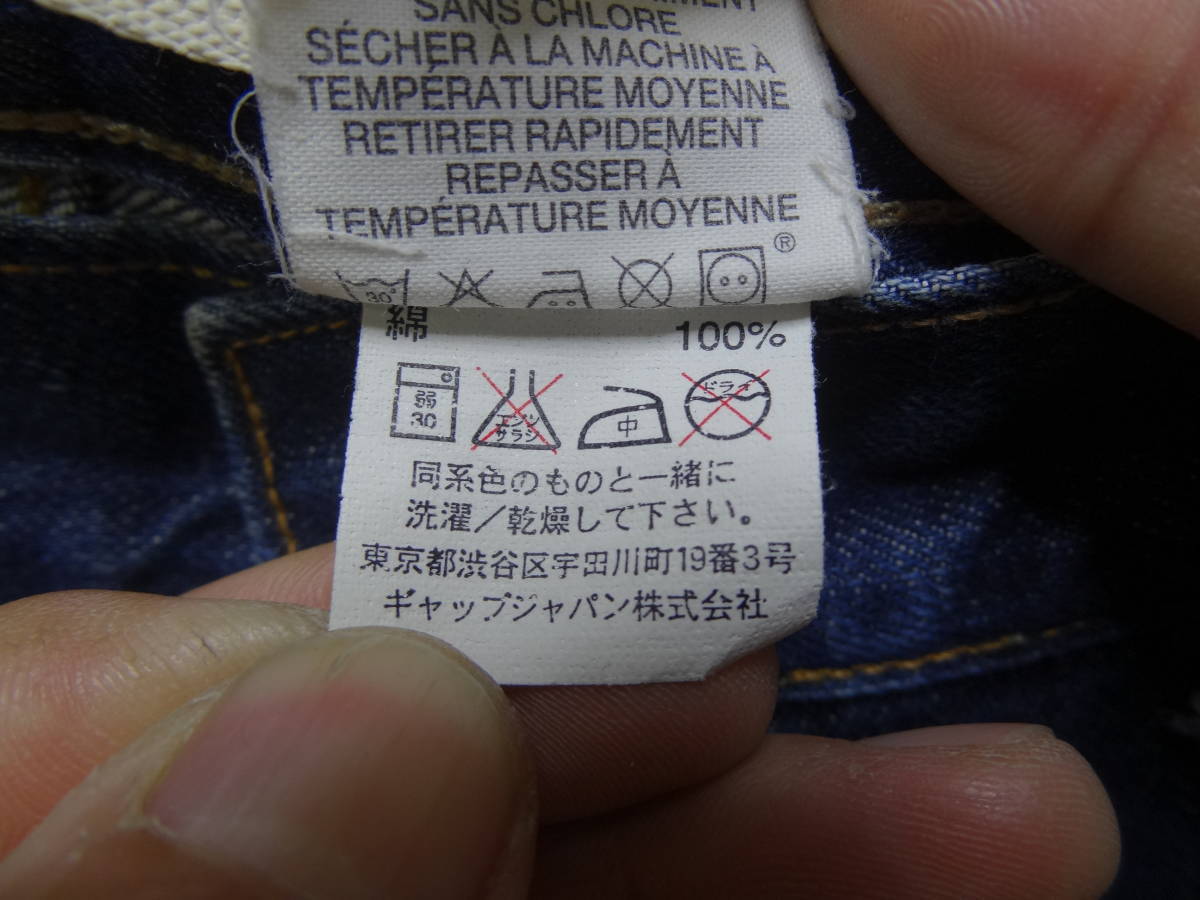 SANS CHLORE
SÉCHER À LA MACHINE À
TEMPÉRATURE MOYENNE
RETIRER RAPIDEMENT
REPASSER À
TEMPÉRATURE MOYENNE
30° ®
綿 100%
弱 30 エンソ サラシ 中 ドライ
同系色のものと一緒に
洗濯/乾燥して下さい。
東京都渋谷区宇田川町19番3号
ギャップジャパン株式会社